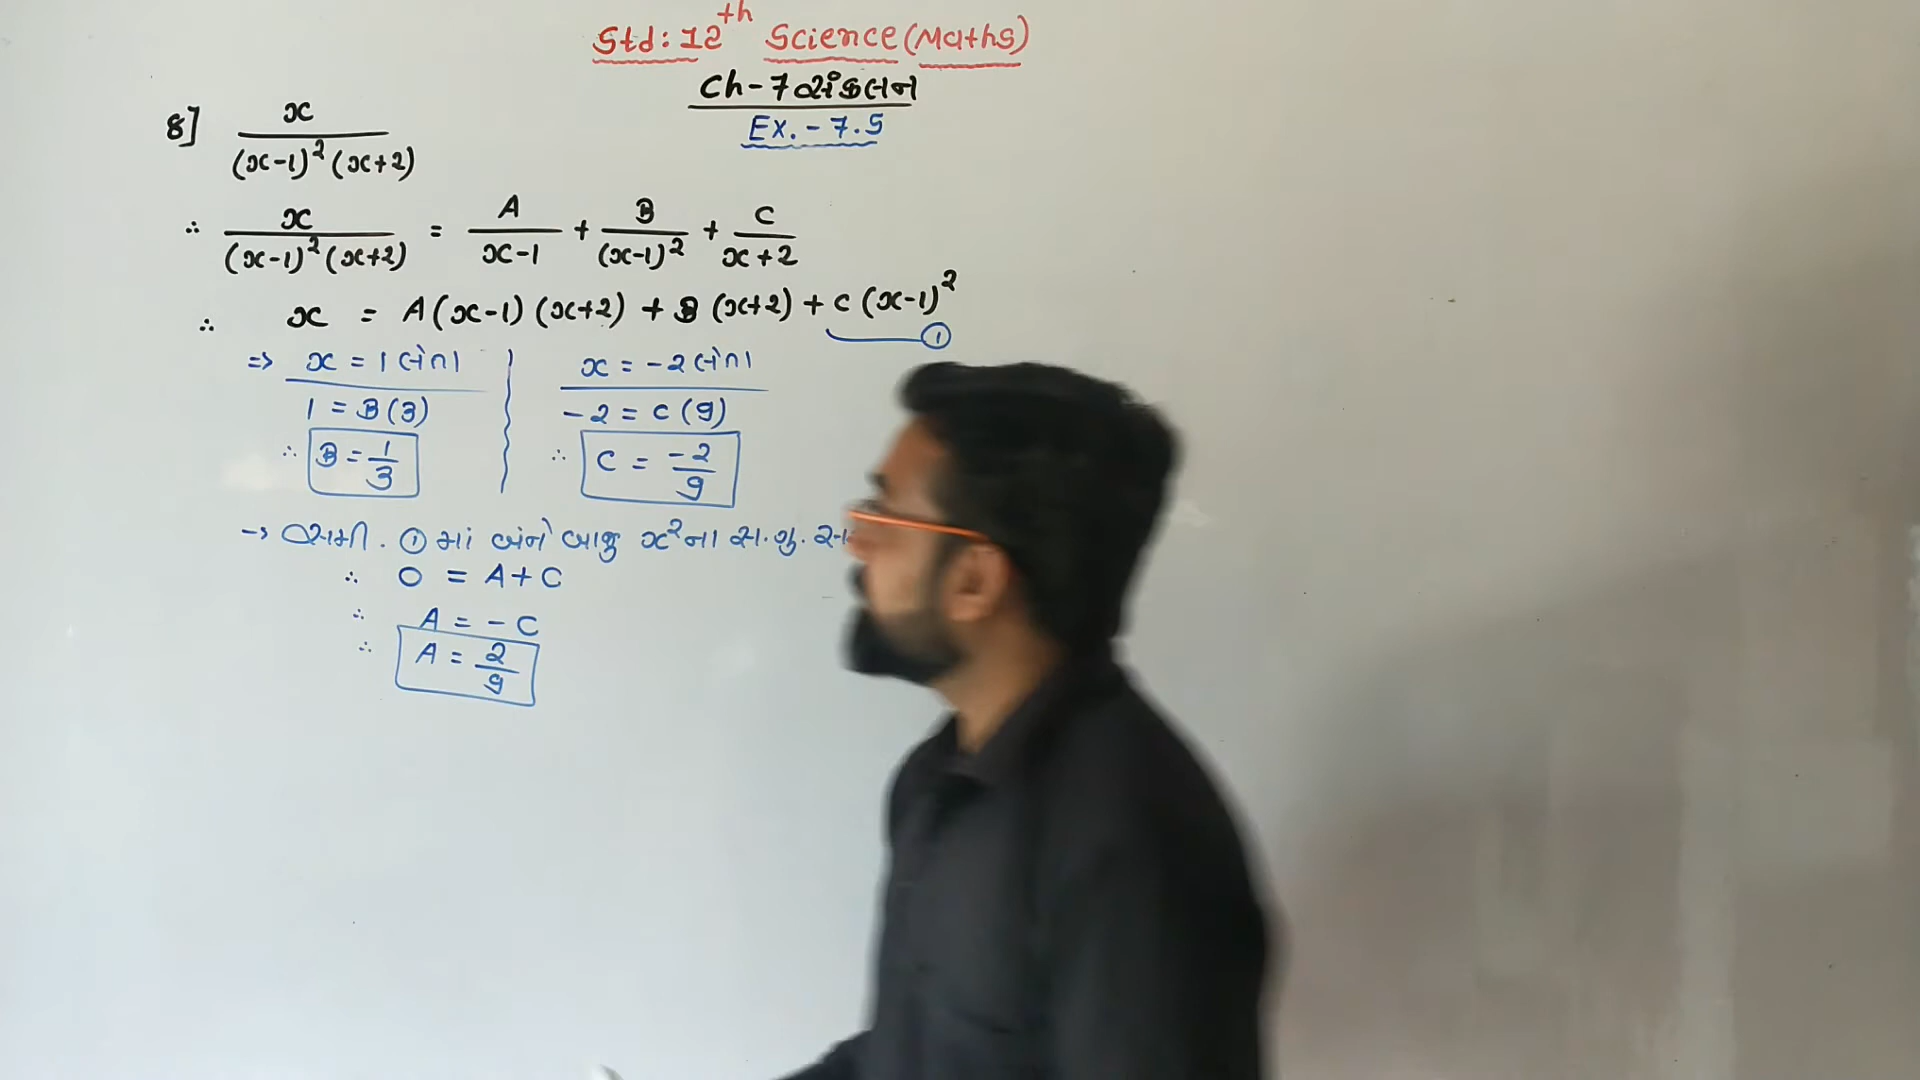 Std: 12th Science (Maths)
Ch-7 સંકલન
Ex.-7.5
8] x / (x-1)² (x+2)
∴ x / (x-1)² (x+2) = A / x-1 + B / (x-1)² + C / x+2
∴ x = A(x-1)(x+2) + B(x+2) + C(x-1)² ①
⇒ x = 1 લેતાં
1 = B(3)
∴ B = 1/3
x = -2 લેતાં
-2 = C(9)
∴ C = -2/9
→ સમી. ① માં બંને બાજુ x² ના સ.ગુ.
∴ 0 = A+C
∴ A = -C
∴ A = 2/9